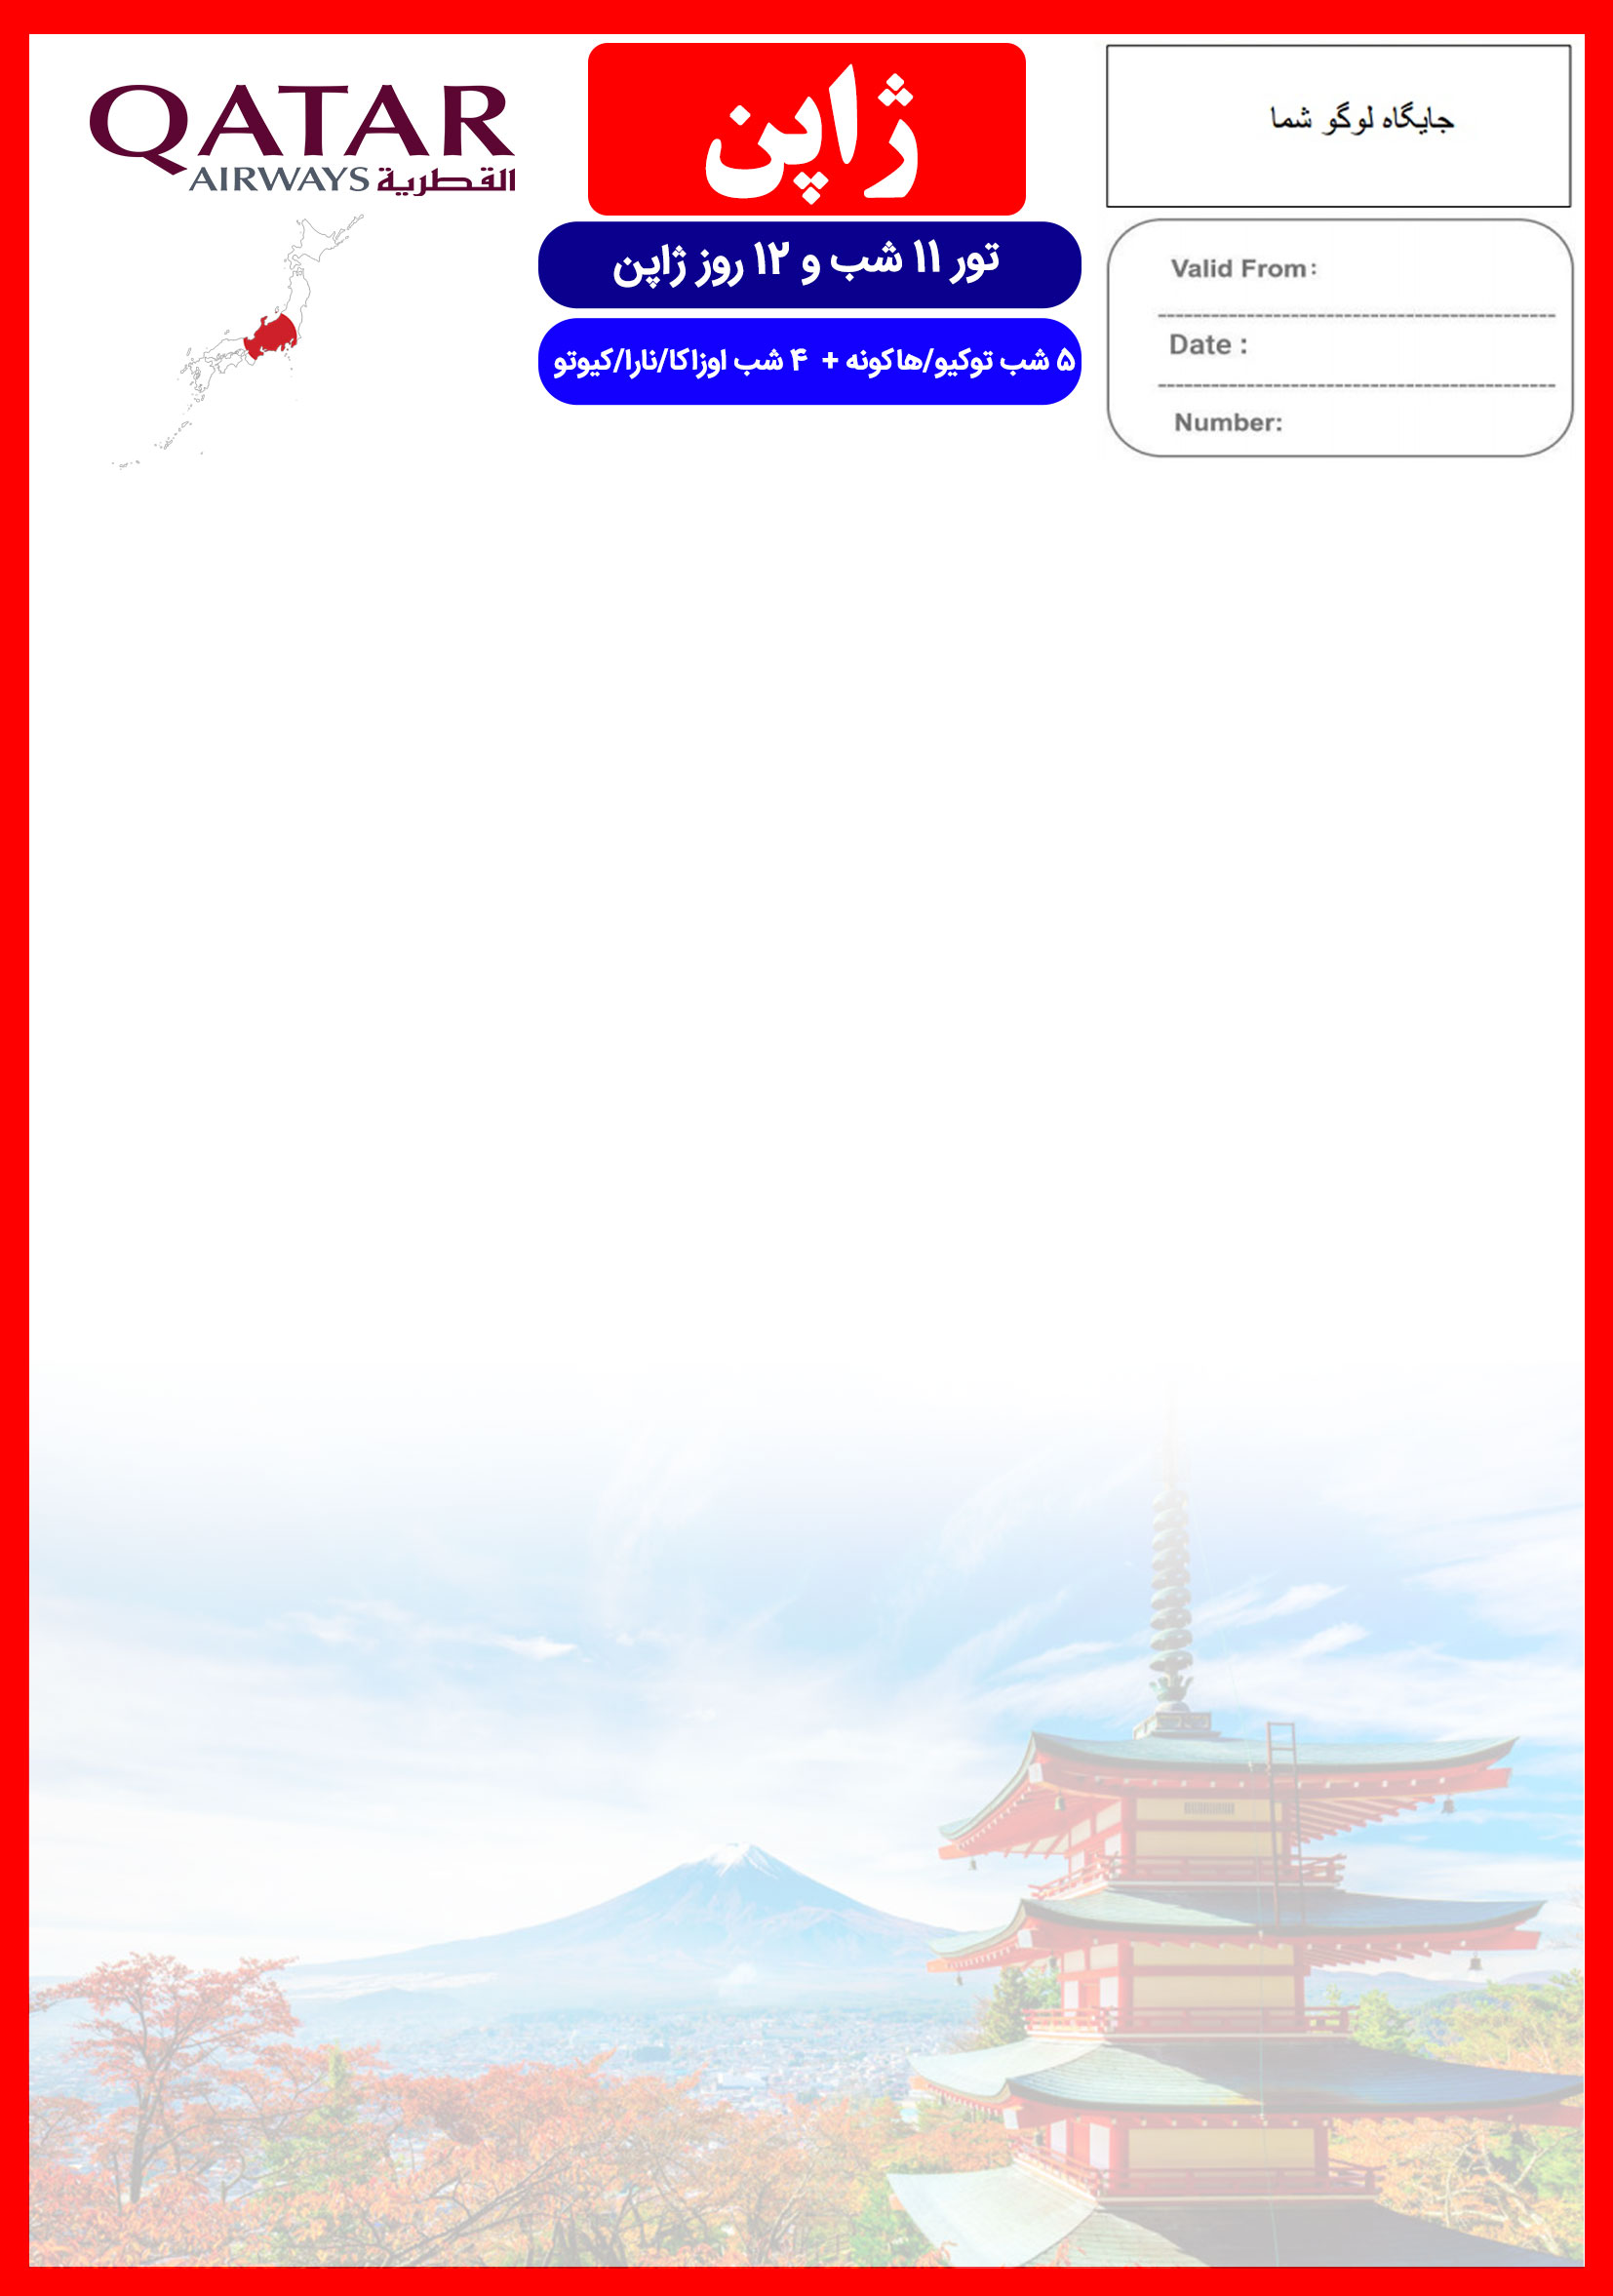 QATAR
AIRWAYS القطرية
ژاپن
جایگاه لوگو شما
تور ۱۱ شب و ۱۲ روز ژاپن
۵ شب توکیو/هاکونه + ۴ شب اوزاکا/نارا/کیوتو
Valid From:
--------------------------------------------
Date :
--------------------------------------------
Number: